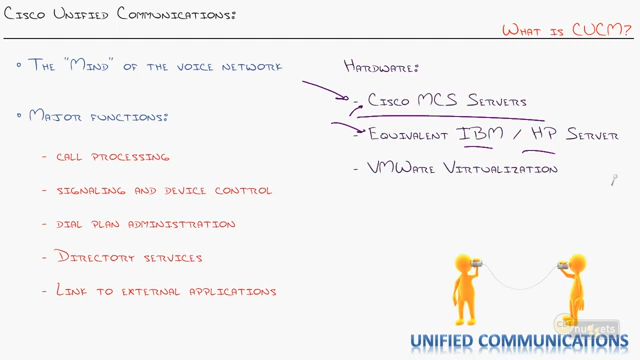 Cisco Unified Communications:
What is CUCM?
The "Mind" of the voice network
Major functions:
- call processing
- signaling and device control
- dial plan administration
- Directory services
- Link to external applications
Hardware:
- Cisco MCS Servers
- Equivalent IBM / HP Server
- VMWare Virtualization
nuggets
UNIFIED COMMUNICATIONS